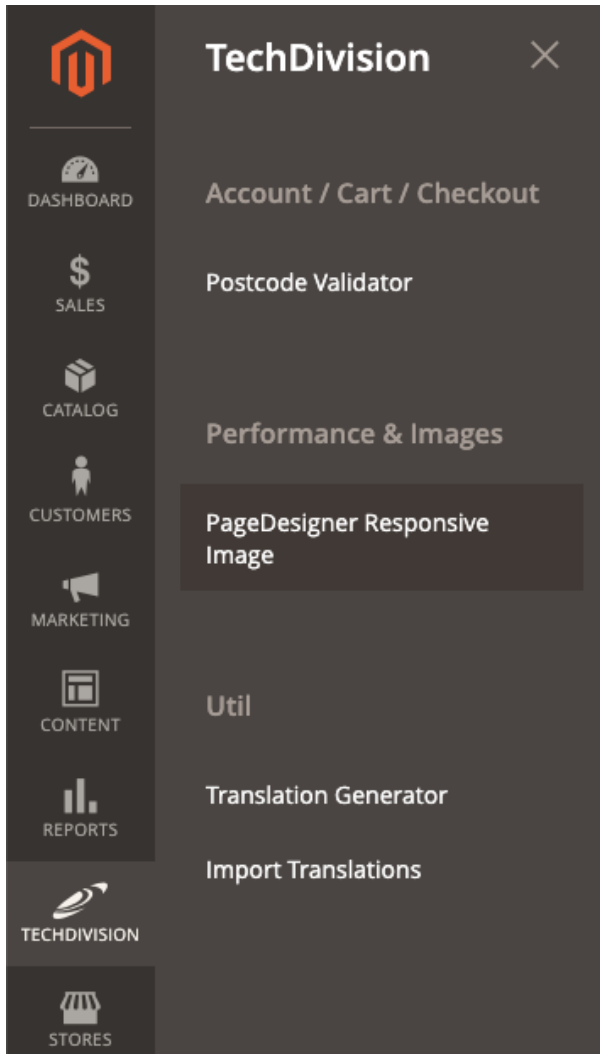 DASHBOARD
SALES
CATALOG
CUSTOMERS
MARKETING
CONTENT
REPORTS
TECHDIVISION
STORES
TechDivision
Account / Cart / Checkout
Postcode Validator
Performance & Images
PageDesigner Responsive
Image
Util
Translation Generator
Import Translations